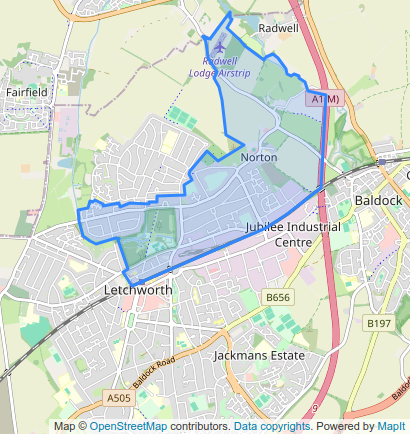 Radwell
Radwell
Lodge Airstrip
Fairfield
A1(M)
Norton
Baldock
Jubilee Industrial
Centre
Letchworth
B656
B197
Baldock Road
Jackmans Estate
A505
9
Map © OpenStreetMap contributors. Data copyrights. Powered by MapIt